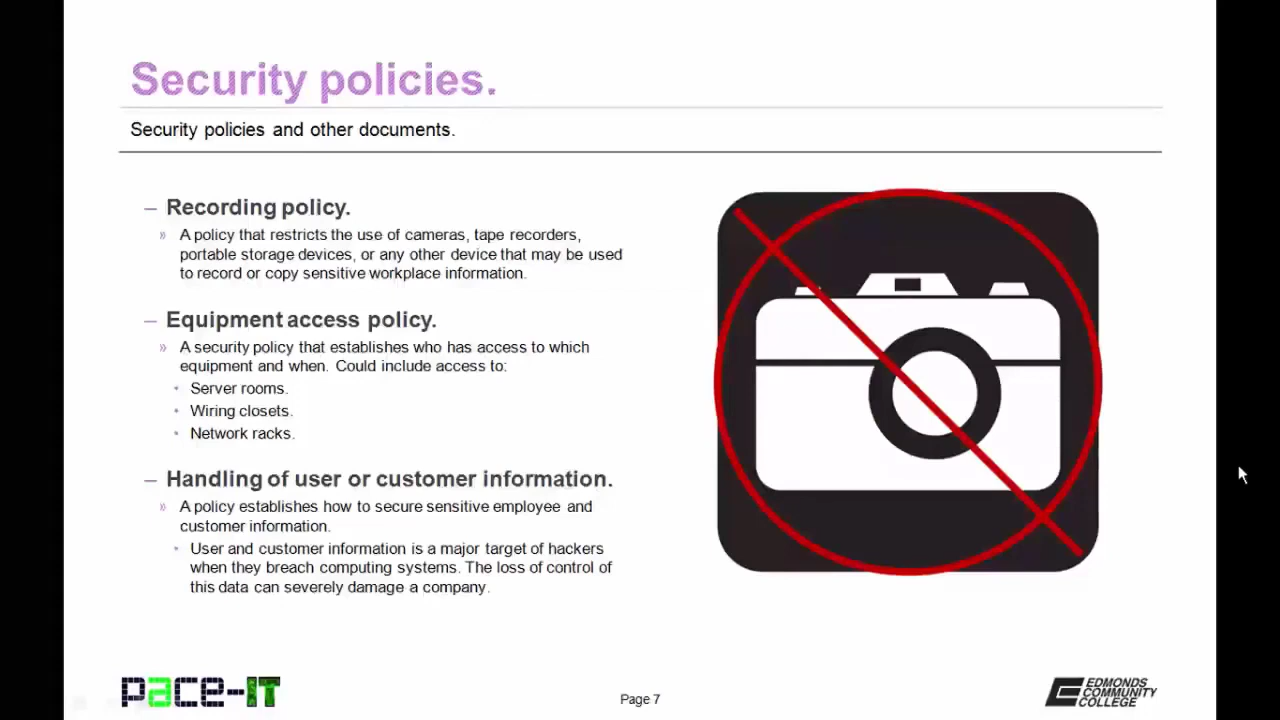 Security policies.
Security policies and other documents.
– Recording policy.
» A policy that restricts the use of cameras, tape recorders,
portable storage devices, or any other device that may be used
to record or copy sensitive workplace information.
– Equipment access policy.
» A security policy that establishes who has access to which
equipment and when. Could include access to:
• Server rooms.
• Wiring closets.
• Network racks.
– Handling of user or customer information.
» A policy establishes how to secure sensitive employee and
customer information.
• User and customer information is a major target of hackers
when they breach computing systems. The loss of control of
this data can severely damage a company.
pace-IT
Page 7
EDMONDS
COMMUNITY
COLLEGE